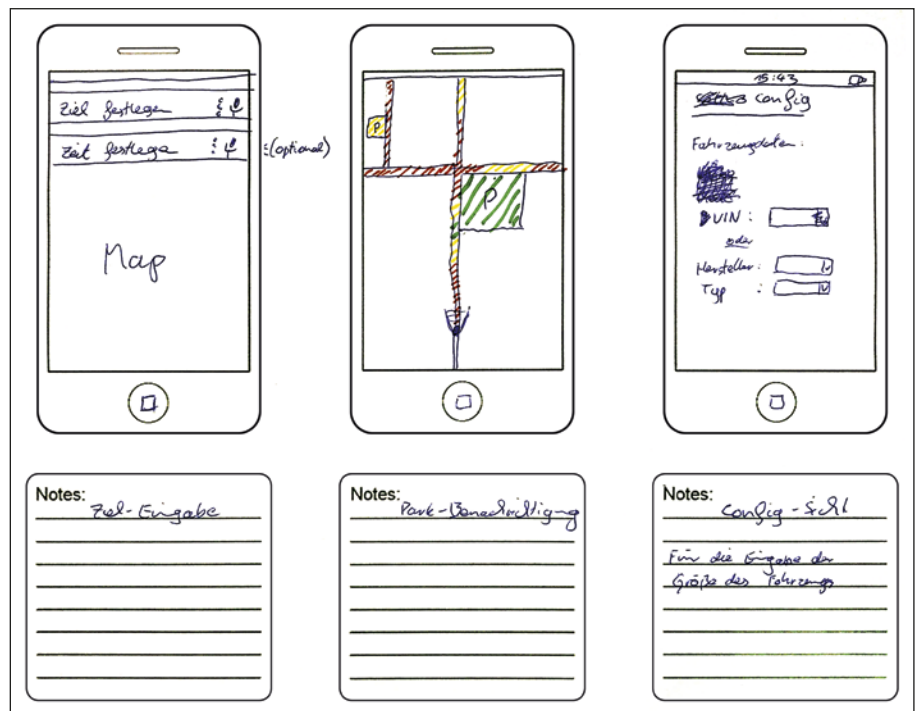 Ziel festlegen
Zeit festlegen
(optional)
Map
P
P
15:43
Config
Fahrzeugdaten:
VIN:
oder
Hersteller:
Typ :
Notes:
Ziel-Eingabe
Notes:
Park-Benachrichtigung
Notes:
Config-Sicht
Für die Eingabe der
Größe des Fahrzeugs